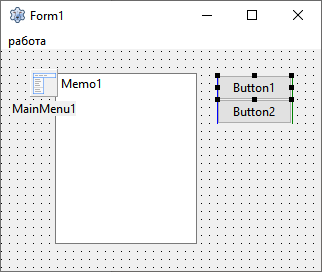 Form1
работа
Memo1
Button1
MainMenu1
Button2